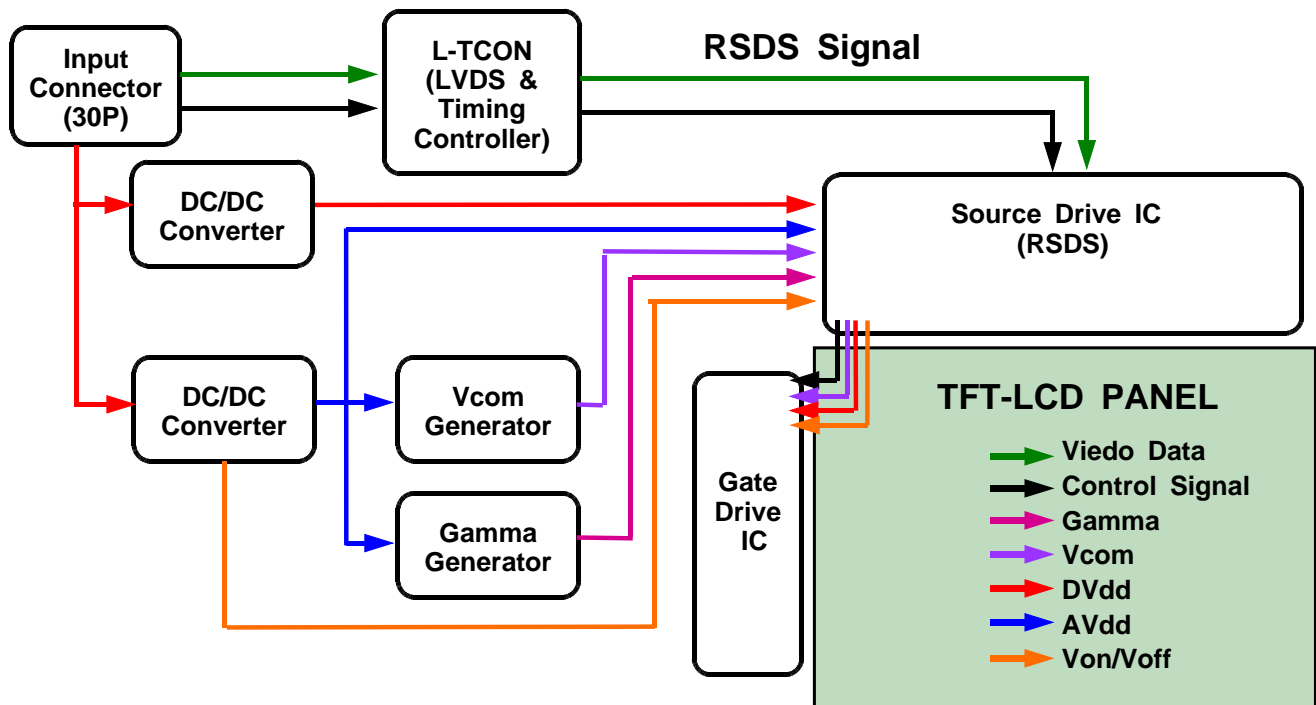 Input
Connector
(30P)
L-TCON
(LVDS &
Timing
Controller)
RSDS Signal
DC/DC
Converter
Source Drive IC
(RSDS)
DC/DC
Converter
Vcom
Generator
Gamma
Generator
Gate
Drive
IC
TFT-LCD PANEL
Viedo Data
Control Signal
Gamma
Vcom
DVdd
AVdd
Von/Voff